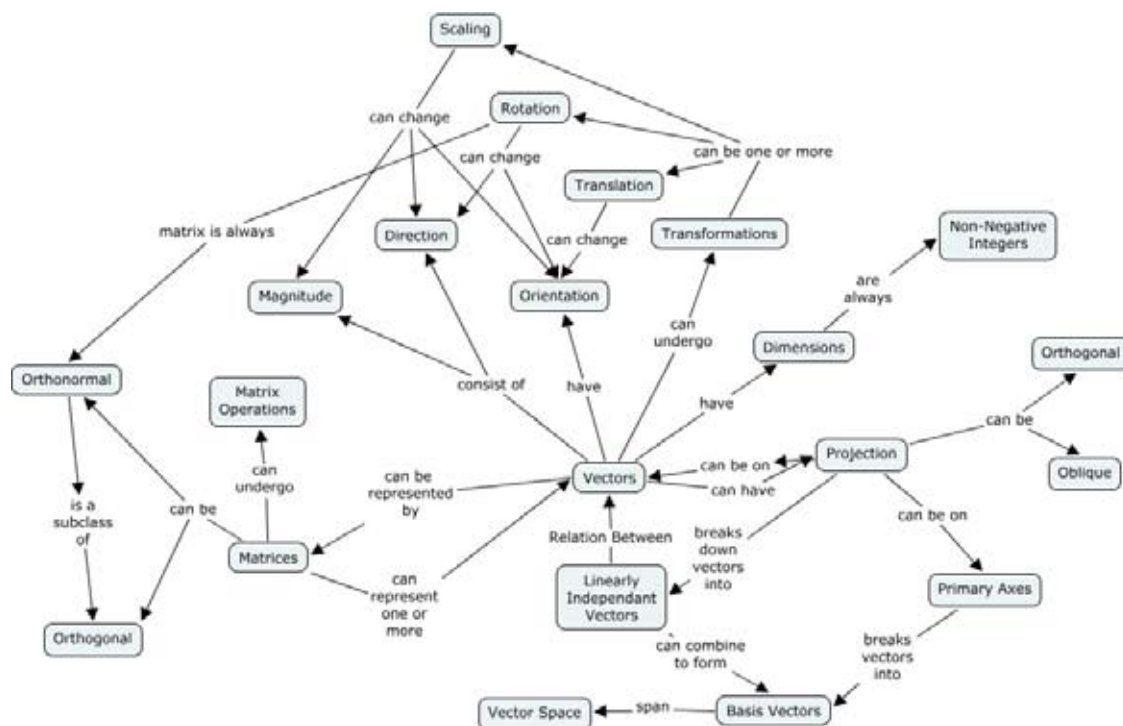 Scaling
can change
Rotation
can change
can be one or more
Translation
matrix is always
Direction
can change
Transformations
Non-Negative
Integers
Magnitude
Orientation
are
always
can
undergo
Dimensions
Orthogonal
Orthonormal
Matrix
Operations
consist of
have
have
can be
Projection
Oblique
can be on
can have
Vectors
can be
represented
by
can
undergo
is a
subclass
of
can be
can be on
Relation Between
breaks
down
vectors
into
Matrices
can
represent
one or
more
Linearly
Independant
Vectors
Primary Axes
Orthogonal
can combine
to form
breaks
vectors
into
Vector Space
span
Basis Vectors